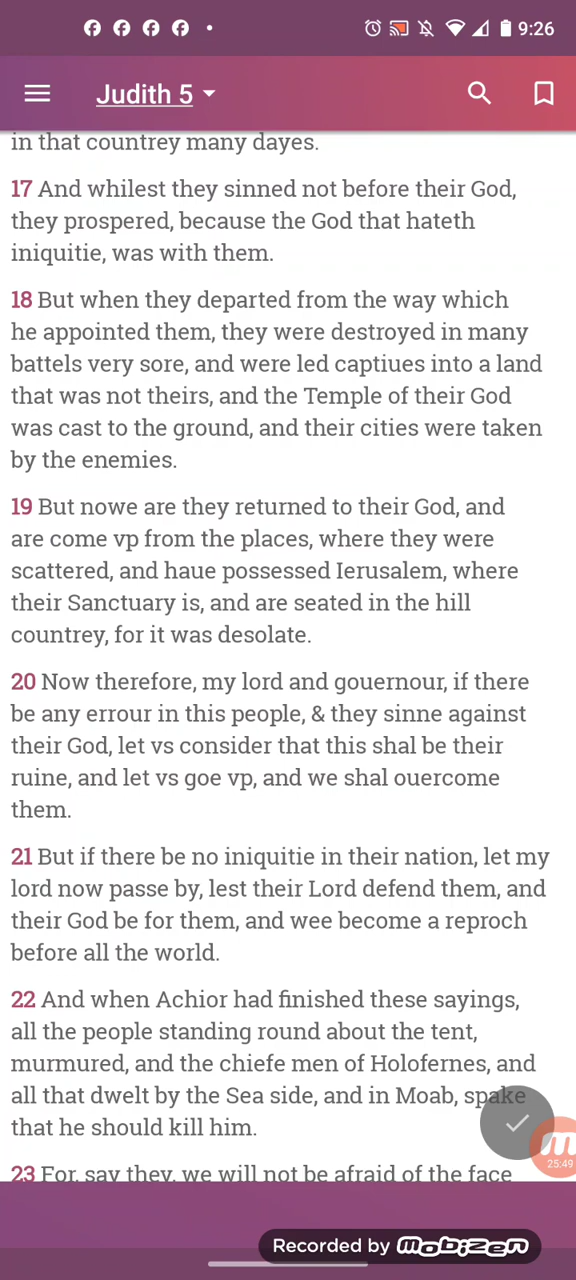 9:26
Judith 5
in that countrey many dayes.
17 And whilest they sinned not before their God,
they prospered, because the God that hateth
iniquitie, was with them.
18 But when they departed from the way which
he appointed them, they were destroyed in many
battels very sore, and were led captiues into a land
that was not theirs, and the Temple of their God
was cast to the ground, and their cities were taken
by the enemies.
19 But nowe are they returned to their God, and
are come vp from the places, where they were
scattered, and haue possessed Ierusalem, where
their Sanctuary is, and are seated in the hill
countrey, for it was desolate.
20 Now therefore, my lord and gouernour, if there
be any errour in this people, & they sinne against
their God, let vs consider that this shal be their
ruine, and let vs goe vp, and we shal ouercome
them.
21 But if there be no iniquitie in their nation, let my
lord now passe by, lest their Lord defend them, and
their God be for them, and wee become a reproch
before all the world.
22 And when Achior had finished these sayings,
all the people standing round about the tent,
murmured, and the chiefe men of Holofernes, and
all that dwelt by the Sea side, and in Moab, spake
that he should kill him.
23 For, say they, we will not be afraid of the face
25:49
Recorded by mobizen